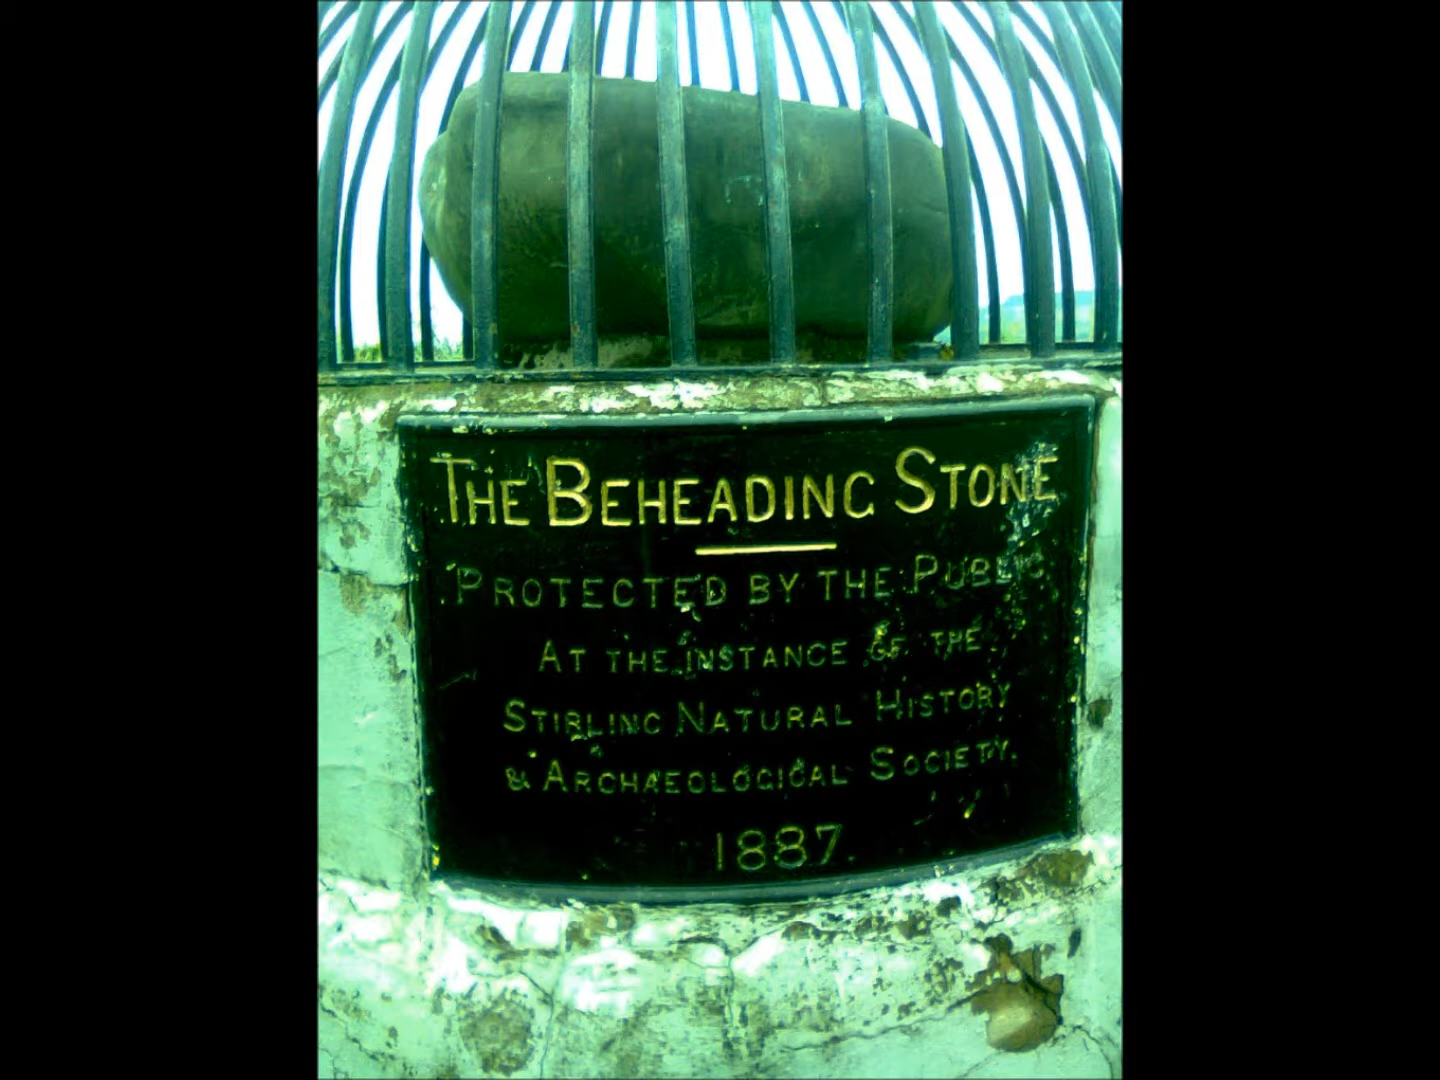 THE BEHEADING STONE
PROTECTED BY THE PUBLIC
AT THE INSTANCE OF THE
STIRLING NATURAL HISTORY
& ARCHAEOLOGICAL SOCIETY.
1887.